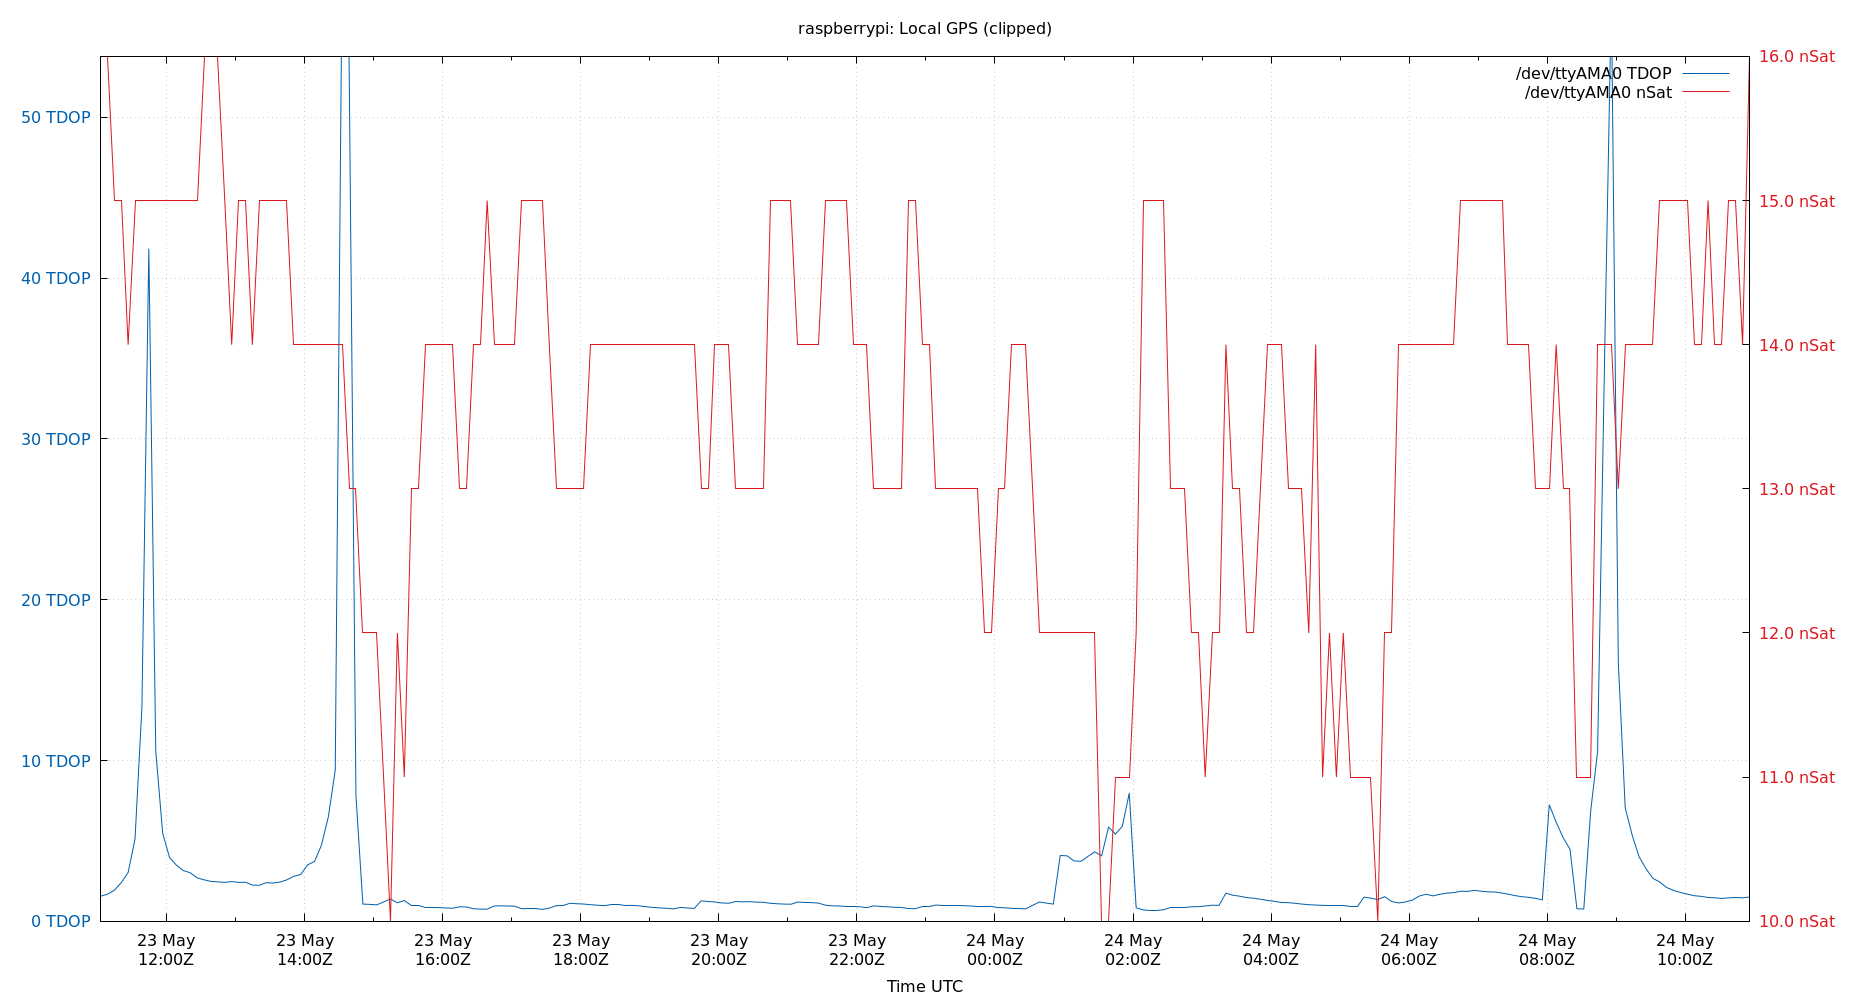 raspberrypi: Local GPS (clipped)
/dev/ttyAMA0 TDOP
/dev/ttyAMA0 nSat
50 TDOP
40 TDOP
30 TDOP
20 TDOP
10 TDOP
0 TDOP
16.0 nSat
15.0 nSat
14.0 nSat
13.0 nSat
12.0 nSat
11.0 nSat
10.0 nSat
23 May
12:00Z
23 May
14:00Z
23 May
16:00Z
23 May
18:00Z
23 May
20:00Z
23 May
22:00Z
24 May
00:00Z
24 May
02:00Z
24 May
04:00Z
24 May
06:00Z
24 May
08:00Z
24 May
10:00Z
Time UTC